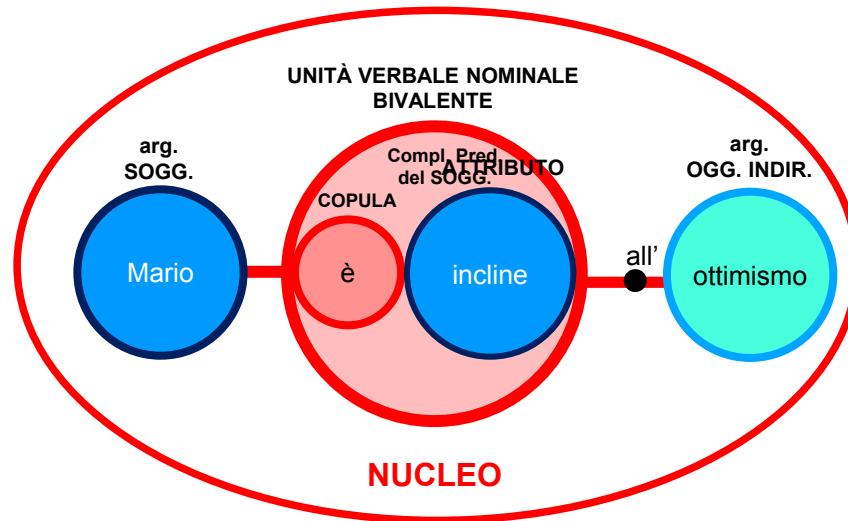 UNITÀ VERBALE NOMINALE
BIVALENTE
arg.
SOGG.
Compl. Pred.
del SOGG.
ATTRIBUTO
arg.
OGG. INDIR.
COPULA
Mario
è
incline
all’
ottimismo
NUCLEO